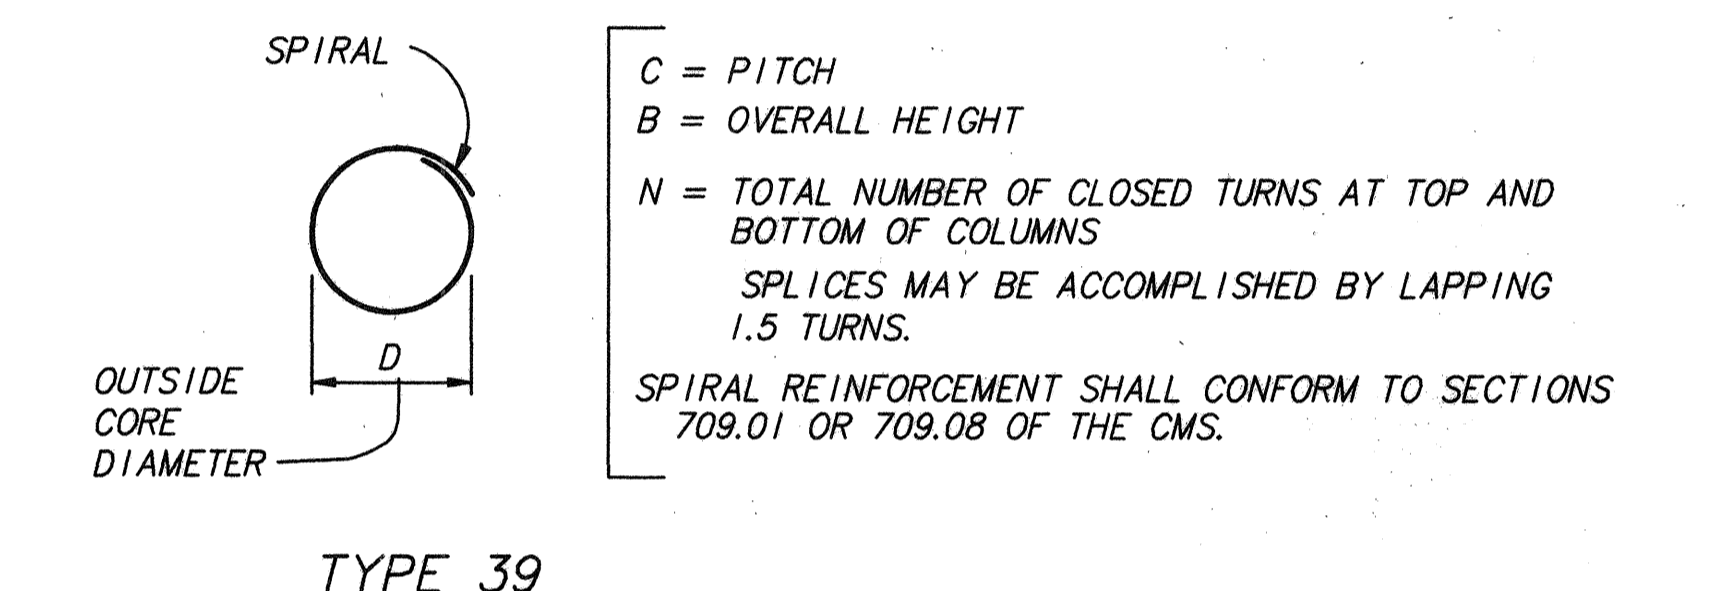 SPIRAL
C = PITCH
B = OVERALL HEIGHT
N = TOTAL NUMBER OF CLOSED TURNS AT TOP AND
BOTTOM OF COLUMNS
SPLICES MAY BE ACCOMPLISHED BY LAPPING
1.5 TURNS.
SPIRAL REINFORCEMENT SHALL CONFORM TO SECTIONS
709.01 OR 709.08 OF THE CMS.
D
OUTSIDE
CORE
DIAMETER
TYPE 39